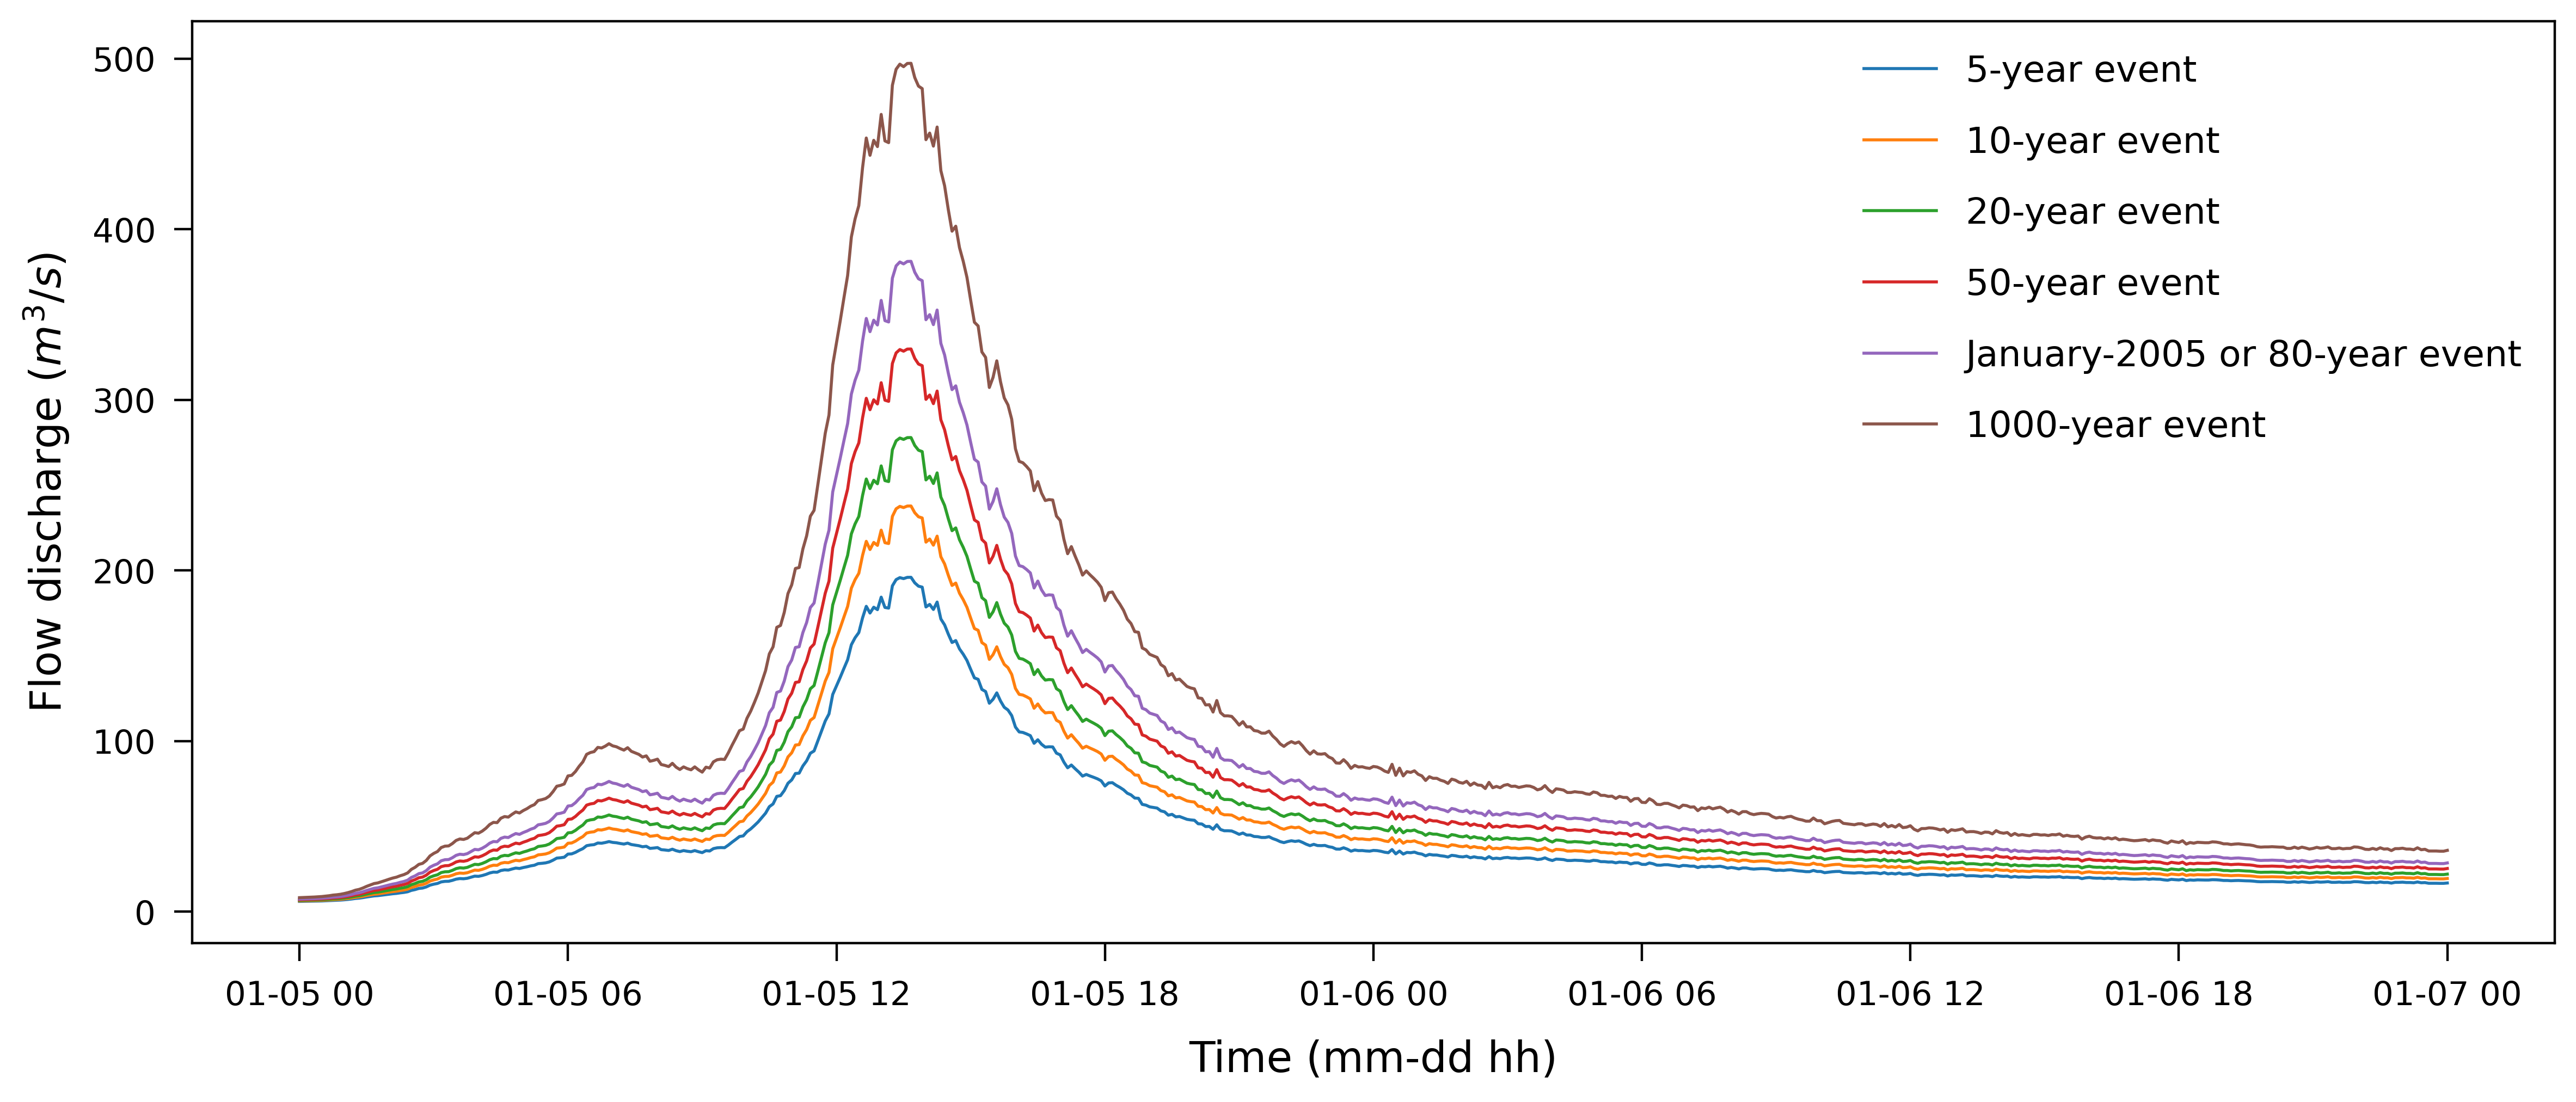 500
400
300
200
100
0
Flow discharge (m³/s)
5-year event
10-year event
20-year event
50-year event
January-2005 or 80-year event
1000-year event
01-05 00
01-05 06
01-05 12
01-05 18
01-06 00
01-06 06
01-06 12
01-06 18
01-07 00
Time (mm-dd hh)